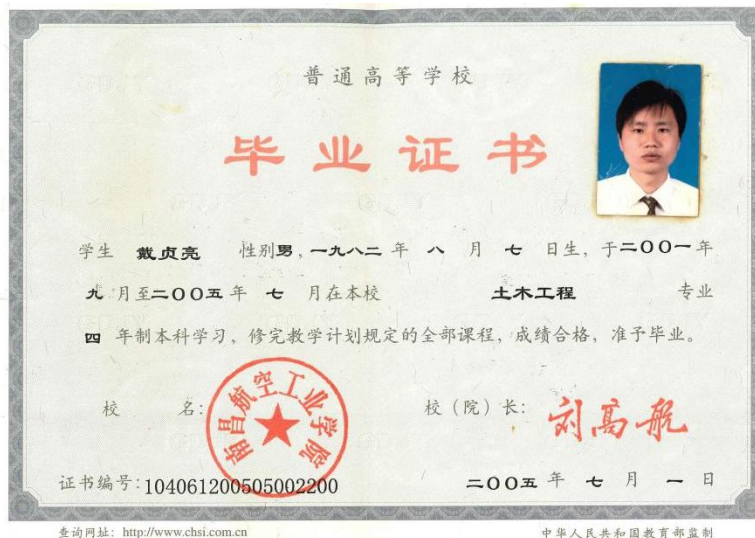 普通高等学校
毕业证书
学生 戴贞亮 性别男，一九八二 年 八 月 七 日生，于二〇〇一年
九 月至二〇〇五年 七 月在本校 土木工程 专业
四 年制本科学习，修完教学计划规定的全部课程，成绩合格，准予毕业。
校 名：
南昌航空工业学院
校（院）长：
刘高航
证书编号：104061200505002200
二〇〇五 年 七 月 一 日
查询网址：http://www.chsi.com.cn
中华人民共和国教育部监制